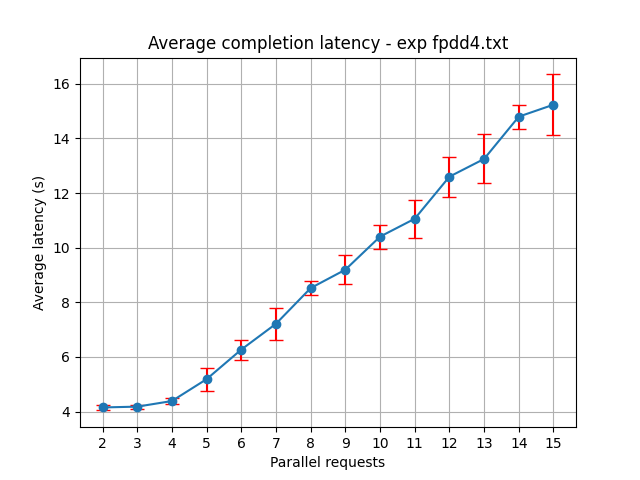 Average completion latency - exp fpdd4.txt
16
14
12
10
8
6
4
Average latency (s)
2 3 4 5 6 7 8 9 10 11 12 13 14 15
Parallel requests